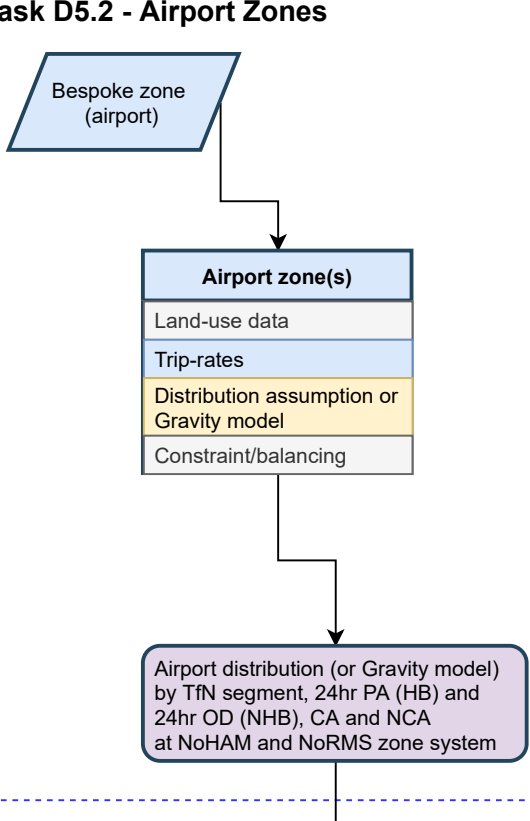 ask D5.2 - Airport Zones
Bespoke zone
(airport)
Airport zone(s)
Land-use data
Trip-rates
Distribution assumption or
Gravity model
Constraint/balancing
Airport distribution (or Gravity model)
by TfN segment, 24hr PA (HB) and
24hr OD (NHB), CA and NCA
at NoHAM and NoRMS zone system